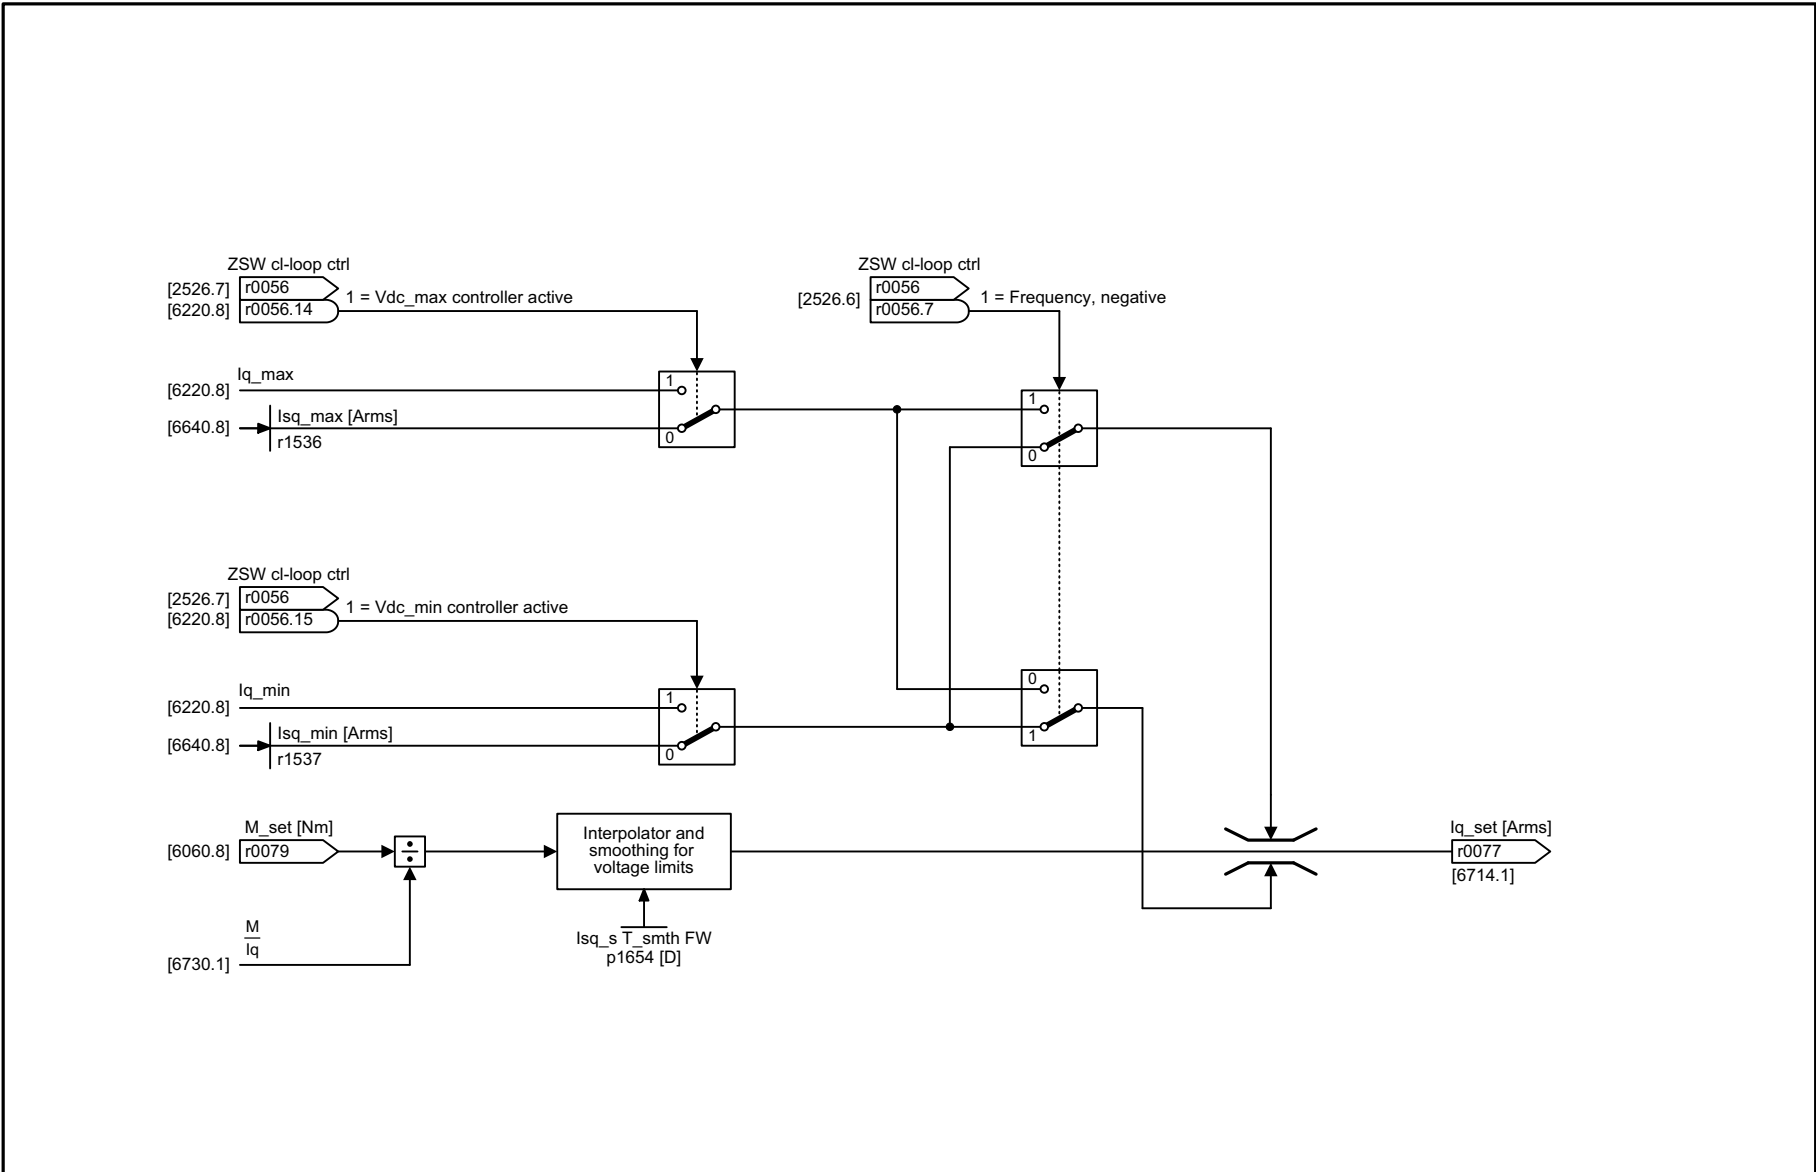 ZSW cl-loop ctrl
[2526.7] r0056
1 = Vdc_max controller active
[6220.8] r0056.14
ZSW cl-loop ctrl
r0056
[2526.6]
1 = Frequency, negative
r0056.7
Iq_max
[6220.8]
1
Isq_max [Arms]
[6640.8]
0
r1536
1
0
ZSW cl-loop ctrl
[2526.7] r0056
1 = Vdc_min controller active
[6220.8] r0056.15
Iq_min
[6220.8]
1
Isq_min [Arms]
[6640.8]
0
r1537
0
1
M_set [Nm]
[6060.8] r0079
÷
Interpolator and
smoothing for
voltage limits
Isq_s T_smth FW
p1654 [D]
M
Iq
[6730.1]
Iq_set [Arms]
r0077
[6714.1]